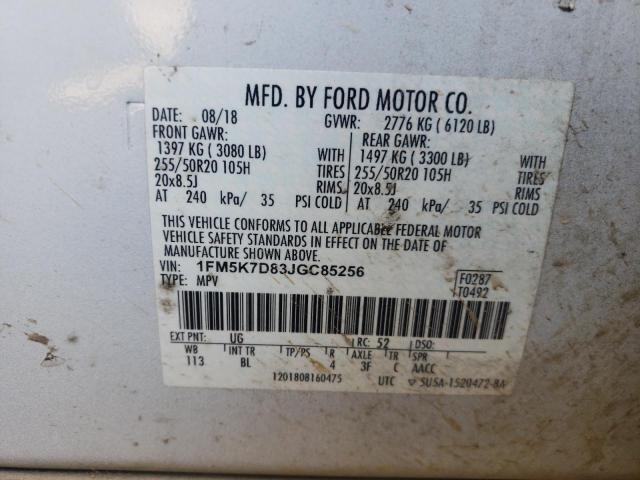 MFD. BY FORD MOTOR CO.
DATE: 08/18 GVWR: 2776 KG ( 6120 LB)
FRONT GAWR: REAR GAWR:
1397 KG ( 3080 LB) WITH 1497 KG ( 3300 LB) WITH
255/50R20 105H TIRES 255/50R20 105H TIRES
20x8.5J RIMS 20x8.5J RIMS
AT 240 kPa/ 35 PSI COLD AT 240 kPa/ 35 PSI COLD
THIS VEHICLE CONFORMS TO ALL APPLICABLE FEDERAL MOTOR
VEHICLE SAFETY STANDARDS IN EFFECT ON THE DATE OF
MANUFACTURE SHOWN ABOVE.
VIN: 1FM5K7D83JGC85256 F0287
TYPE: MPV T0492
EXT PNT: UG RC: 52 DSO:
WB INT TR TP/PS R AXLE TR SPR
113 BL 4 3F C AACC
1201808160475 UTC 5USA-1520472-BA